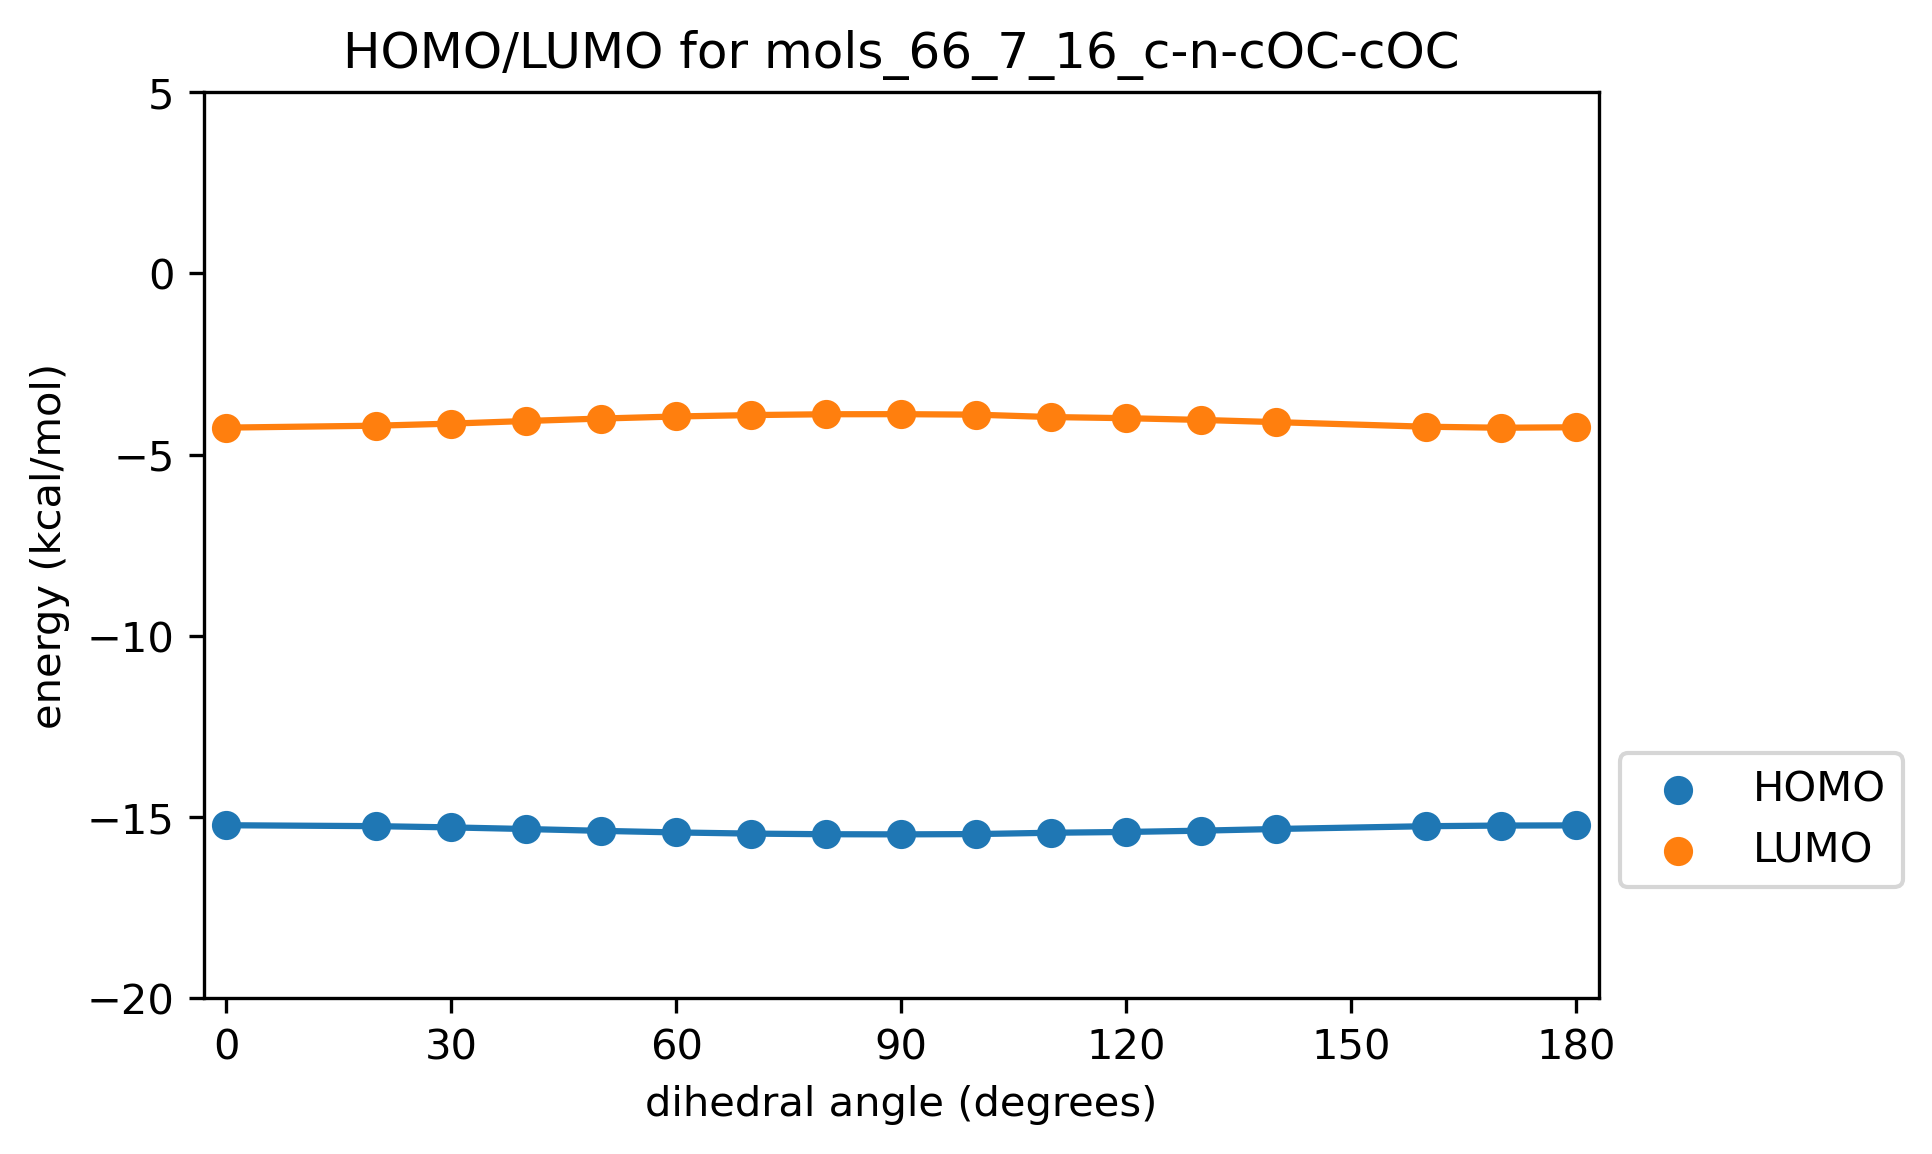 HOMO/LUMO for mols_66_7_16_c-n-cOC-cOC
5
0
−5
−10
−15
−20
energy (kcal/mol)
0 30 60 90 120 150 180
dihedral angle (degrees)
HOMO
LUMO